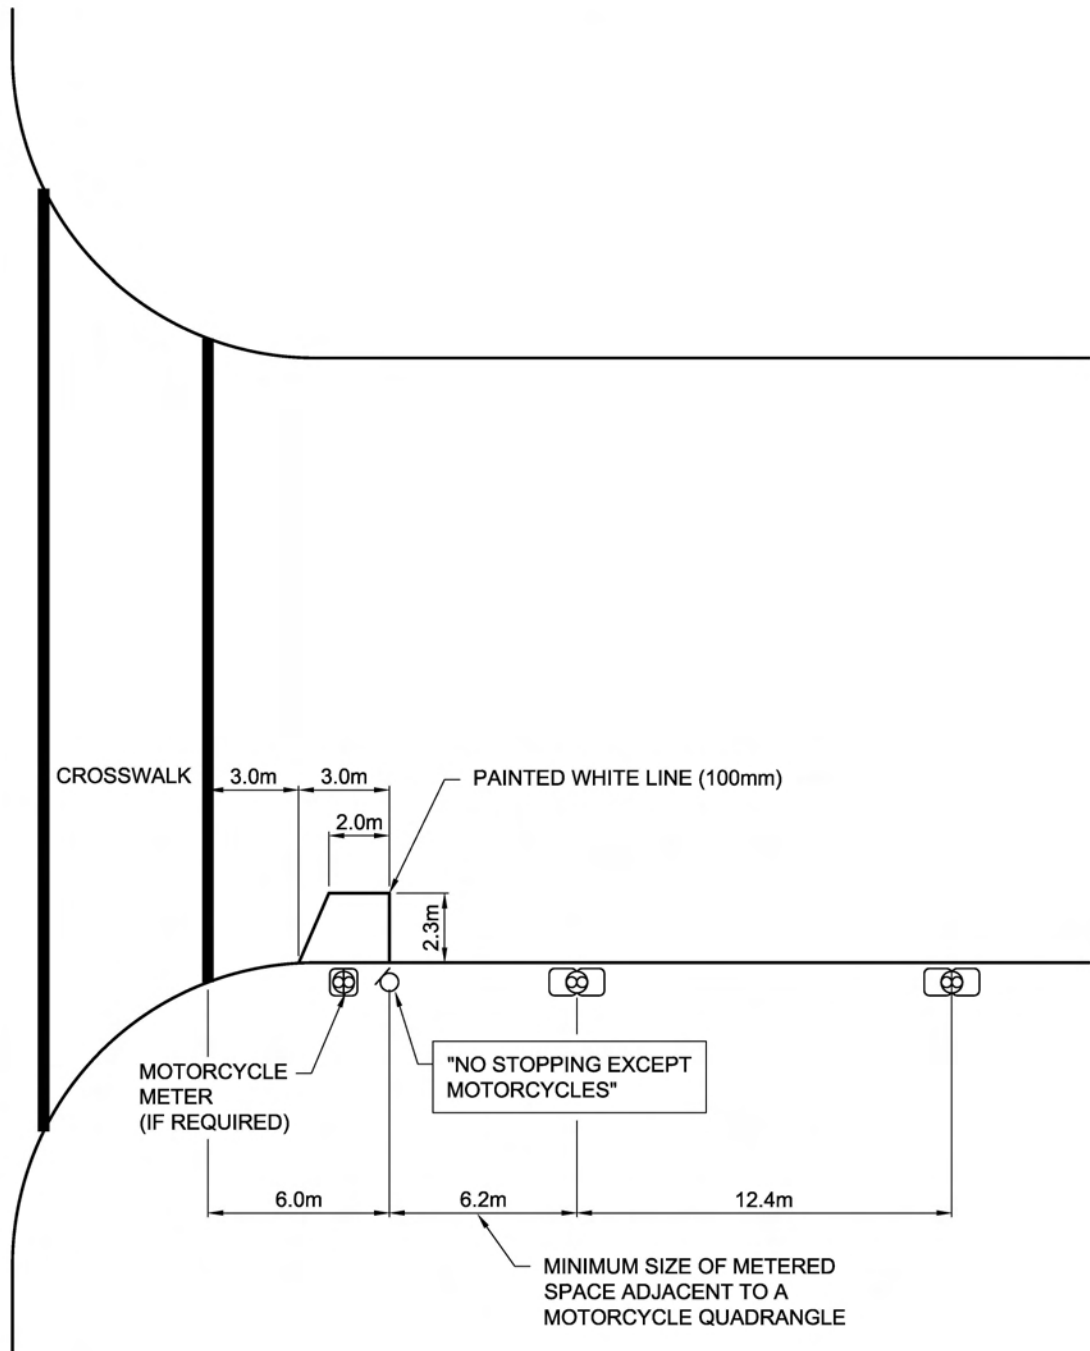 CROSSWALK
3.0m
3.0m
PAINTED WHITE LINE (100mm)
2.0m
2.3m
MOTORCYCLE
METER
(IF REQUIRED)
"NO STOPPING EXCEPT
MOTORCYCLES"
6.0m
6.2m
12.4m
MINIMUM SIZE OF METERED
SPACE ADJACENT TO A
MOTORCYCLE QUADRANGLE